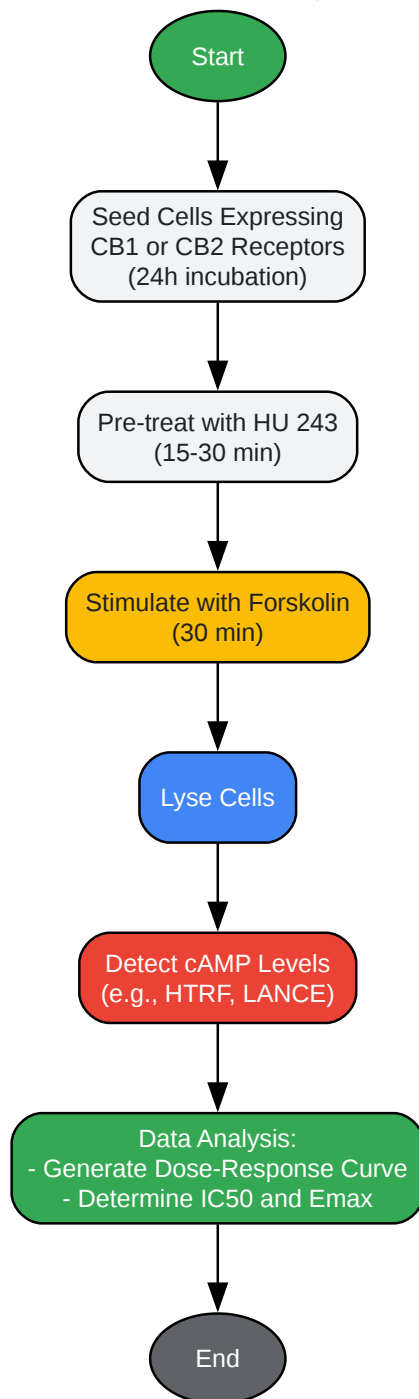 Start
Seed Cells Expressing
CB1 or CB2 Receptors
(24h incubation)
Pre-treat with HU 243
(15-30 min)
Stimulate with Forskolin
(30 min)
Lyse Cells
Detect cAMP Levels
(e.g., HTRF, LANCE)
Data Analysis:
- Generate Dose-Response Curve
- Determine IC50 and Emax
End